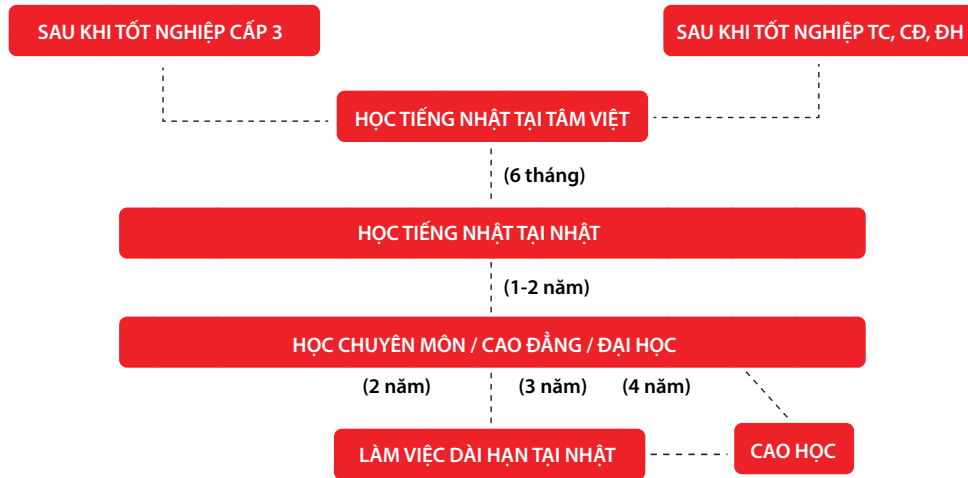 SAU KHI TỐT NGHIỆP CẤP 3
SAU KHI TỐT NGHIỆP TC, CĐ, ĐH
HỌC TIẾNG NHẬT TẠI TÂM VIỆT
(6 tháng)
HỌC TIẾNG NHẬT TẠI NHẬT
(1-2 năm)
HỌC CHUYÊN MÔN / CAO ĐẲNG / ĐẠI HỌC
(2 năm) (3 năm) (4 năm)
LÀM VIỆC DÀI HẠN TẠI NHẬT
CAO HỌC